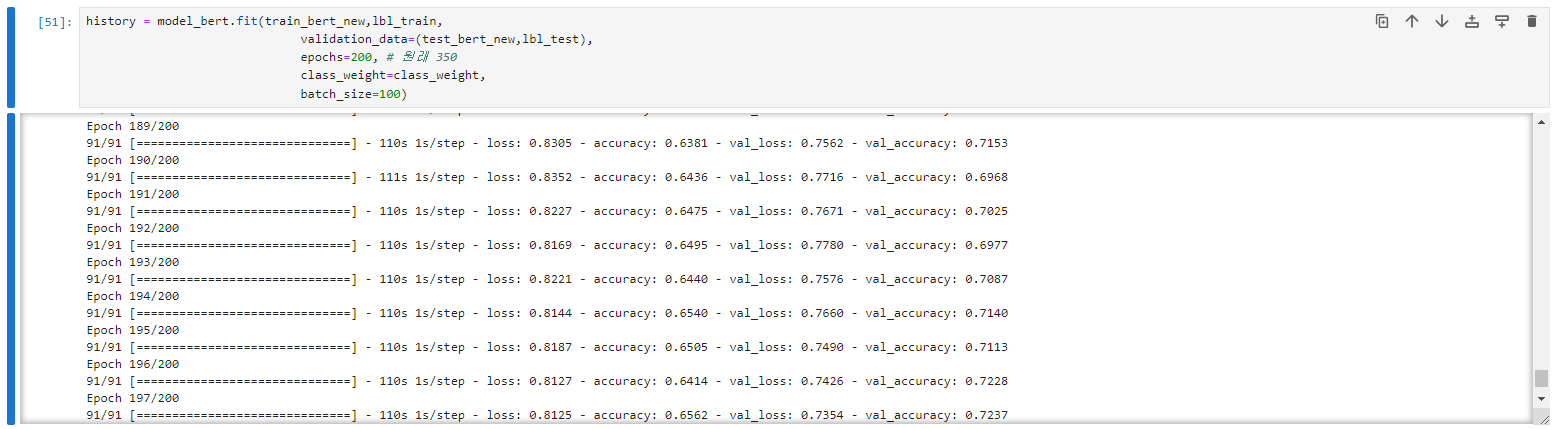 [51]: history = model_bert.fit(train_bert_new,lbl_train,
validation_data=(test_bert_new,lbl_test),
epochs=200, # 원래 350
class_weight=class_weight,
batch_size=100)
Epoch 189/200
91/91 [==============================] - 110s 1s/step - loss: 0.8305 - accuracy: 0.6381 - val_loss: 0.7562 - val_accuracy: 0.7153
Epoch 190/200
91/91 [==============================] - 111s 1s/step - loss: 0.8352 - accuracy: 0.6436 - val_loss: 0.7716 - val_accuracy: 0.6968
Epoch 191/200
91/91 [==============================] - 110s 1s/step - loss: 0.8227 - accuracy: 0.6475 - val_loss: 0.7671 - val_accuracy: 0.7025
Epoch 192/200
91/91 [==============================] - 110s 1s/step - loss: 0.8169 - accuracy: 0.6495 - val_loss: 0.7780 - val_accuracy: 0.6977
Epoch 193/200
91/91 [==============================] - 110s 1s/step - loss: 0.8221 - accuracy: 0.6440 - val_loss: 0.7576 - val_accuracy: 0.7087
Epoch 194/200
91/91 [==============================] - 110s 1s/step - loss: 0.8144 - accuracy: 0.6540 - val_loss: 0.7660 - val_accuracy: 0.7140
Epoch 195/200
91/91 [==============================] - 110s 1s/step - loss: 0.8187 - accuracy: 0.6505 - val_loss: 0.7490 - val_accuracy: 0.7113
Epoch 196/200
91/91 [==============================] - 110s 1s/step - loss: 0.8127 - accuracy: 0.6414 - val_loss: 0.7426 - val_accuracy: 0.7228
Epoch 197/200
91/91 [==============================] - 110s 1s/step - loss: 0.8125 - accuracy: 0.6562 - val_loss: 0.7354 - val_accuracy: 0.7237